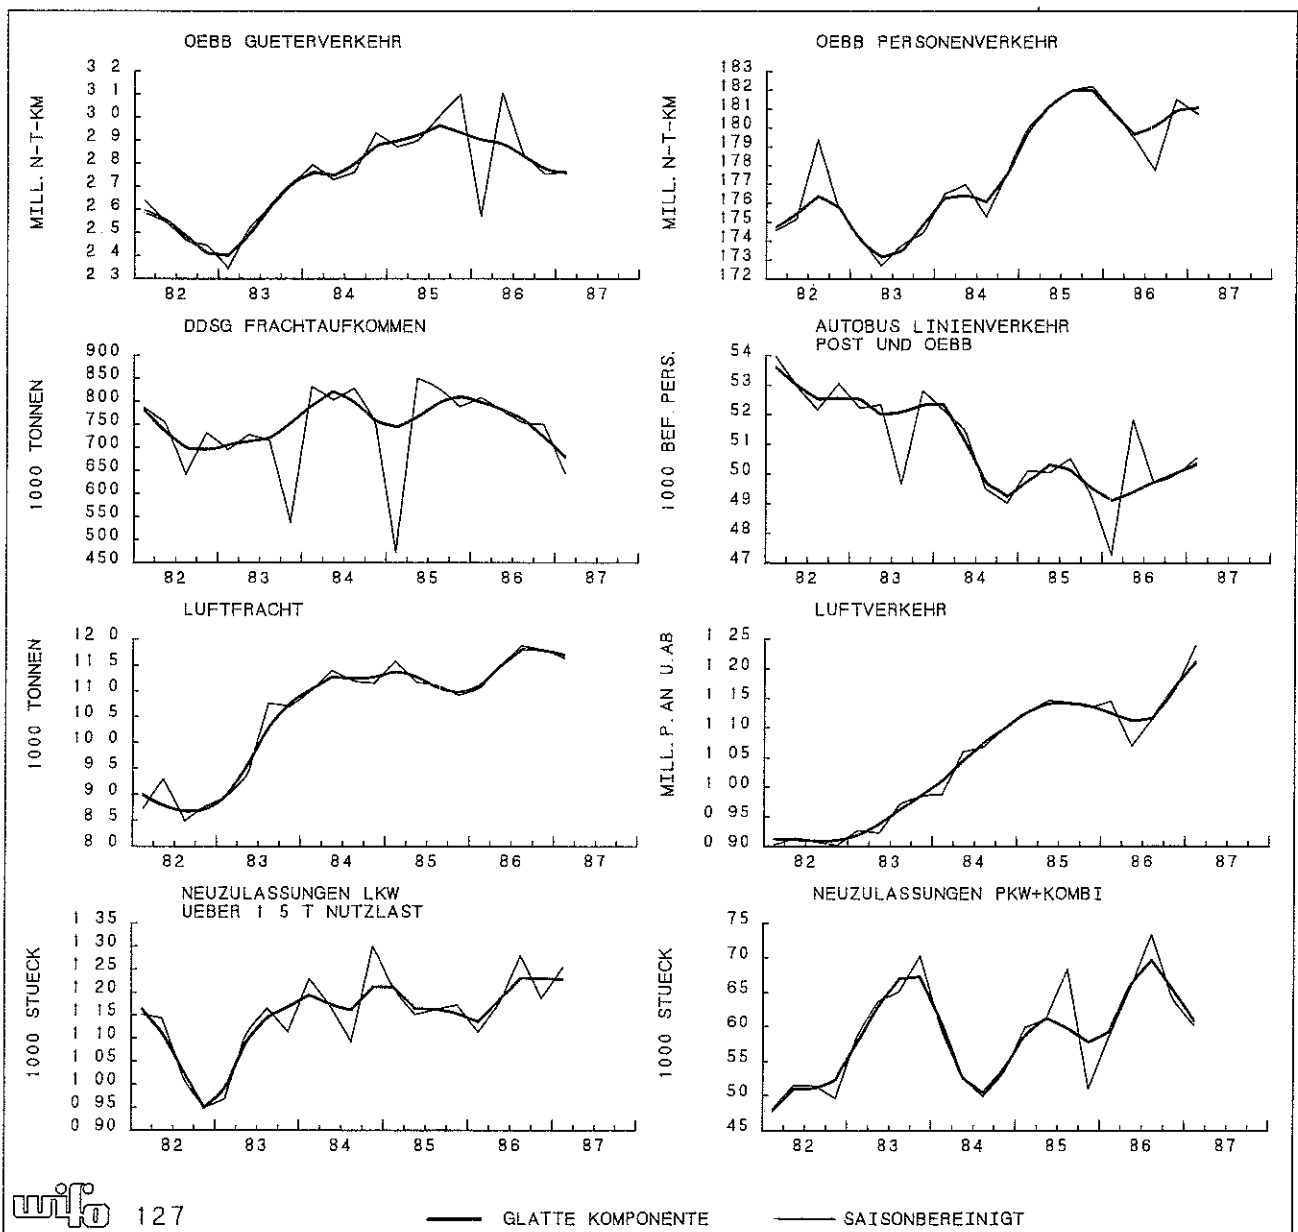 OEBB GUETERVERKEHR
MILL. N-T-KM
3 2
3 1
3 0
2 9
2 8
2 7
2 6
2 5
2 4
2 3
82 83 84 85 86 87
OEBB PERSONENVERKEHR
MILL. N-T-KM
183
182
181
180
178
177
176
175
174
173
172
82 83 84 85 86 87
DDSG FRACHTAUFKOMMEN
1000 TONNEN
900
850
800
750
700
650
600
550
500
450
82 83 84 85 86 87
AUTOBUS LINIENVERKEHR
POST UND OEBB
1000 BEF. PERS.
54
53
52
51
50
49
48
47
82 83 84 85 86 87
LUFTFRACHT
1000 TONNEN
12 0
11 5
11 0
10 5
10 0
9 5
9 0
8 5
8 0
82 83 84 85 86 87
LUFTVERKEHR
MILL. P. AN U. AB
1 25
1 20
1 15
1 10
1 05
1 00
0 95
0 90
82 83 84 85 86 87
NEUZULASSUNGEN LKW
UEBER 1 5 T NUTZLAST
1000 STUECK
1 35
1 30
1 25
1 20
1 15
1 10
1 05
1 00
0 95
0 90
82 83 84 85 86 87
NEUZULASSUNGEN PKW+KOMBI
1000 STUECK
75
70
65
60
55
50
45
82 83 84 85 86 87
wifo 127
GLATTE KOMPONENTE
SAISONBEREINIGT